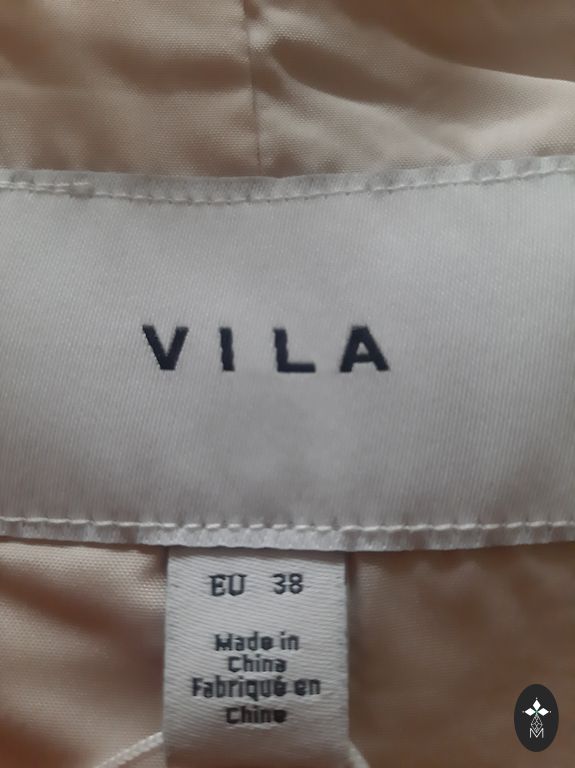 VILA
EU 38
Made in
China
Fabriqué en
Chine